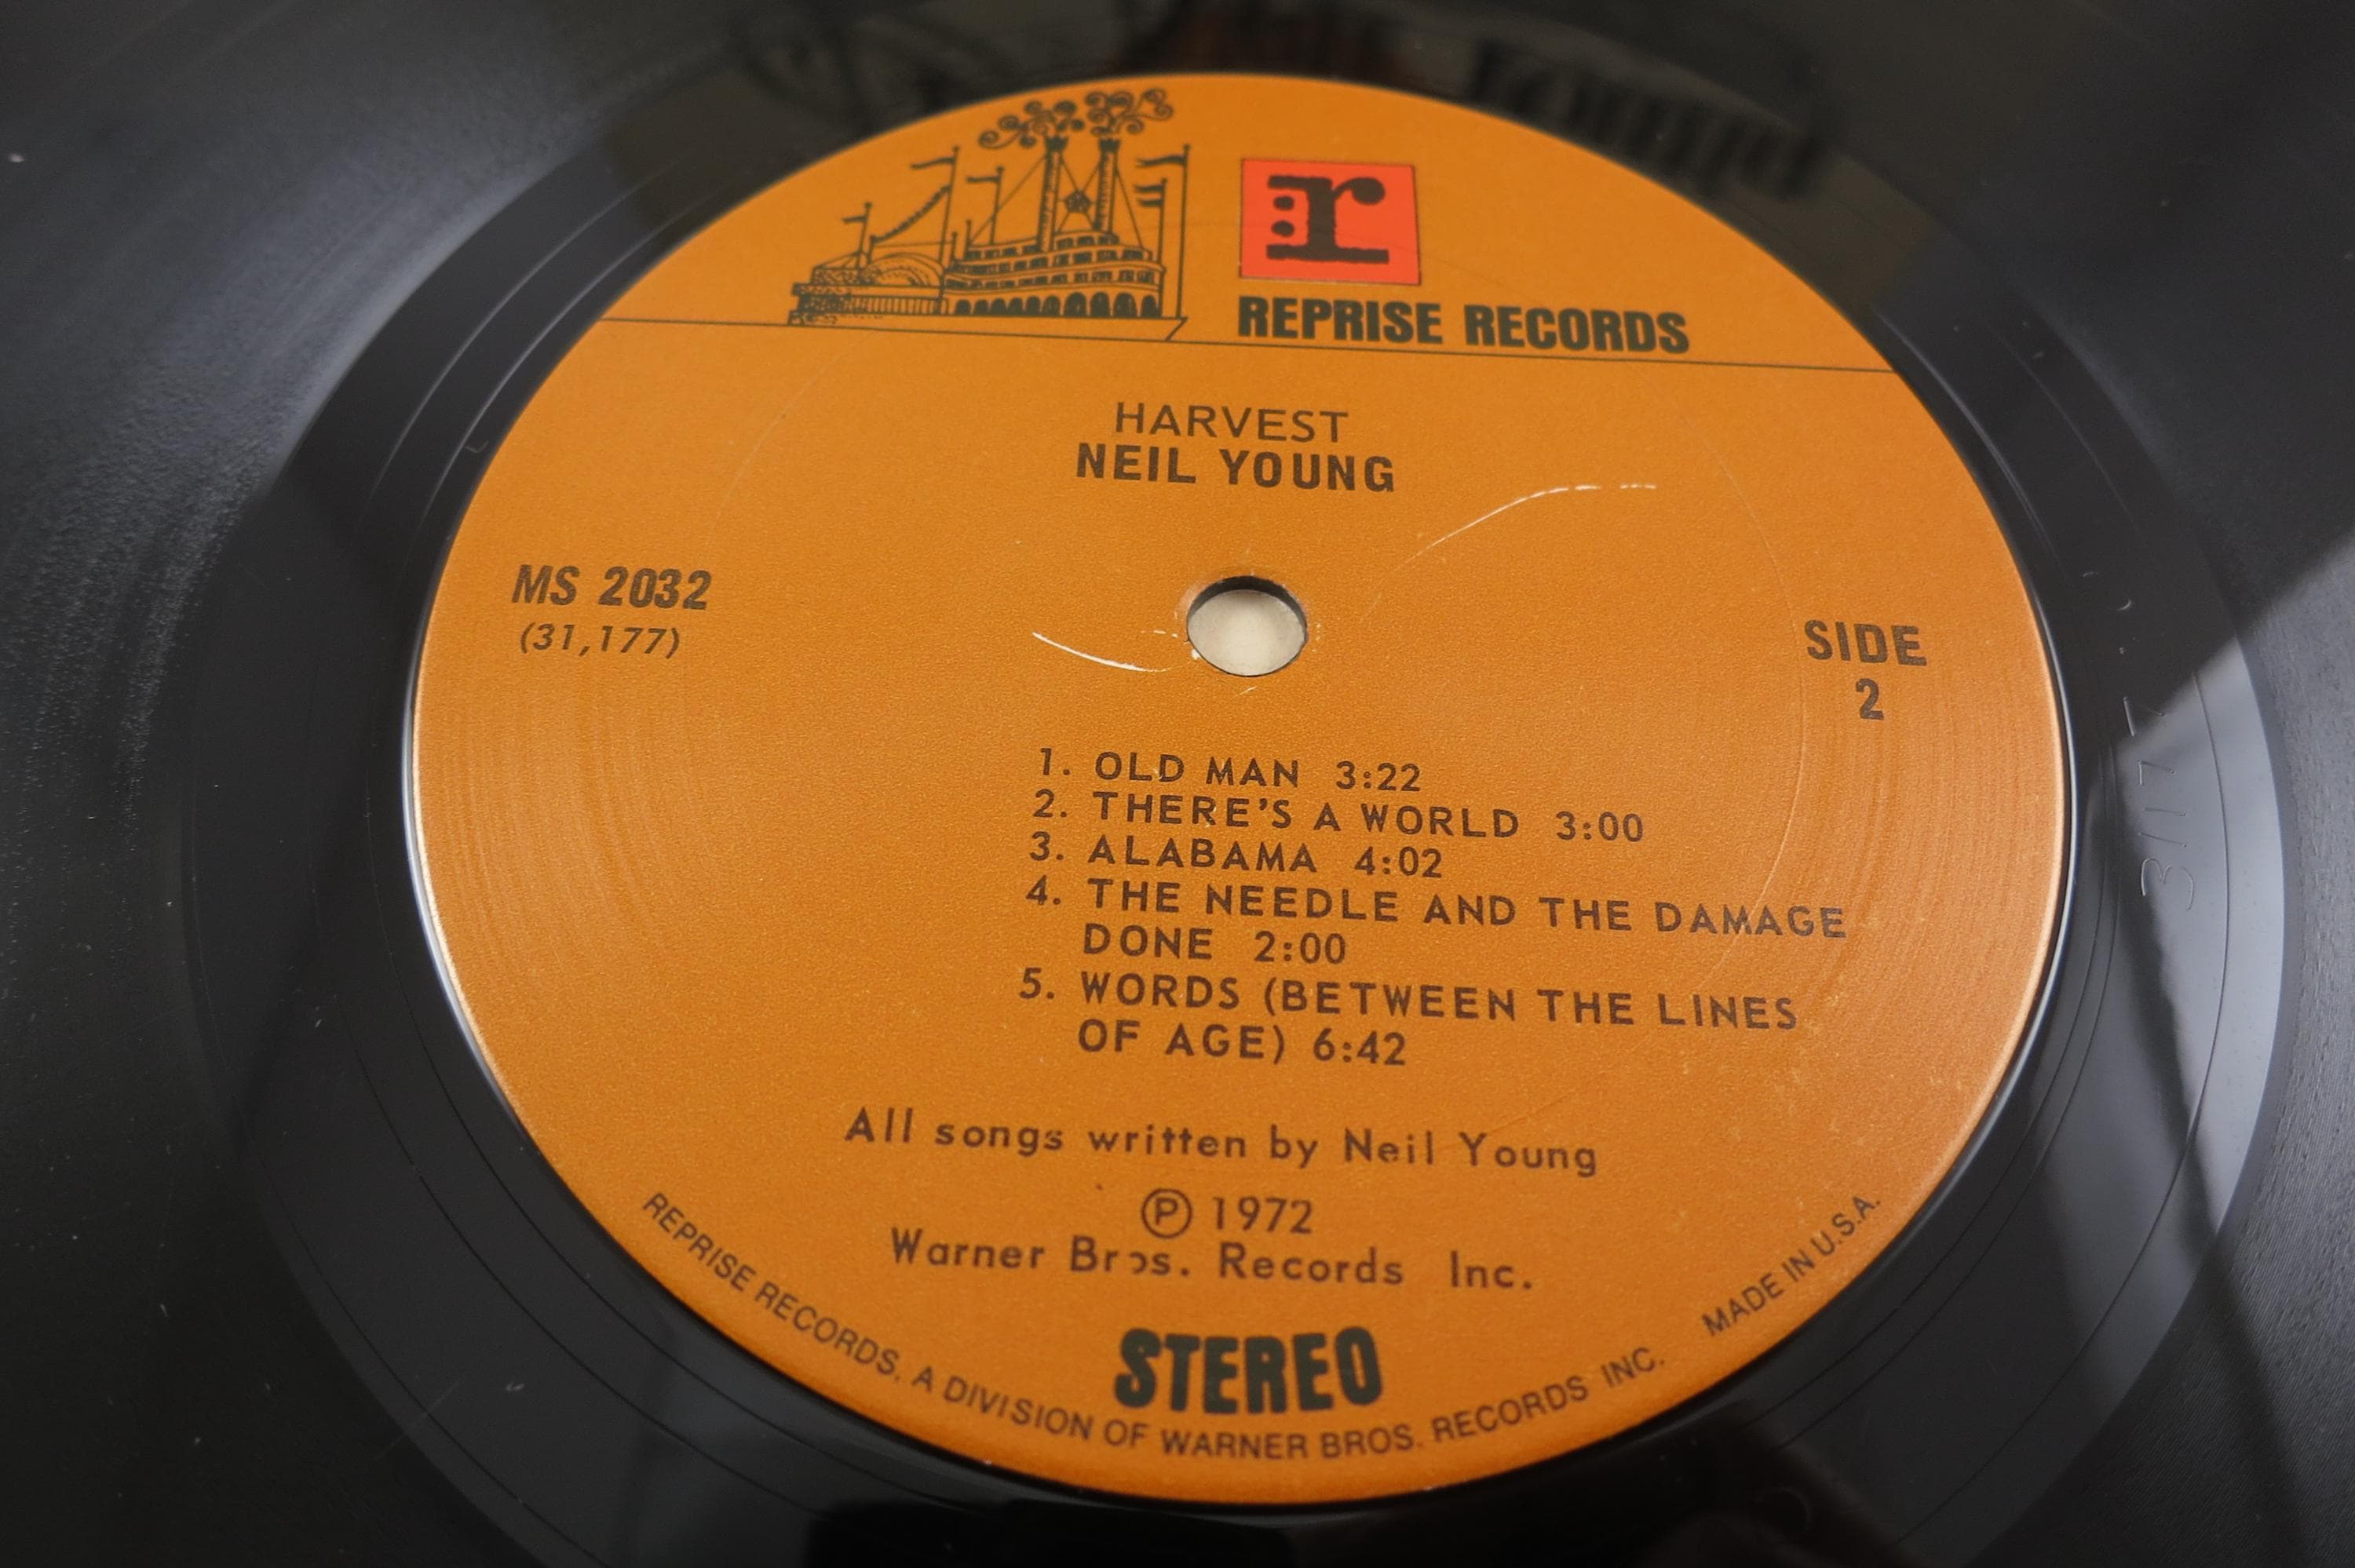 r:
REPRISE RECORDS
HARVEST
NEIL YOUNG
MS 2032
(31,177)
SIDE
2
1. OLD MAN 3:22
2. THERE'S A WORLD 3:00
3. ALABAMA 4:02
4. THE NEEDLE AND THE DAMAGE
DONE 2:00
5. WORDS (BETWEEN THE LINES
OF AGE) 6:42
All songs written by Neil Young
Ⓟ 1972
Warner Bros. Records Inc.
STEREO
REPRISE RECORDS, A DIVISION OF WARNER BROS. RECORDS INC. MADE IN U.S.A.